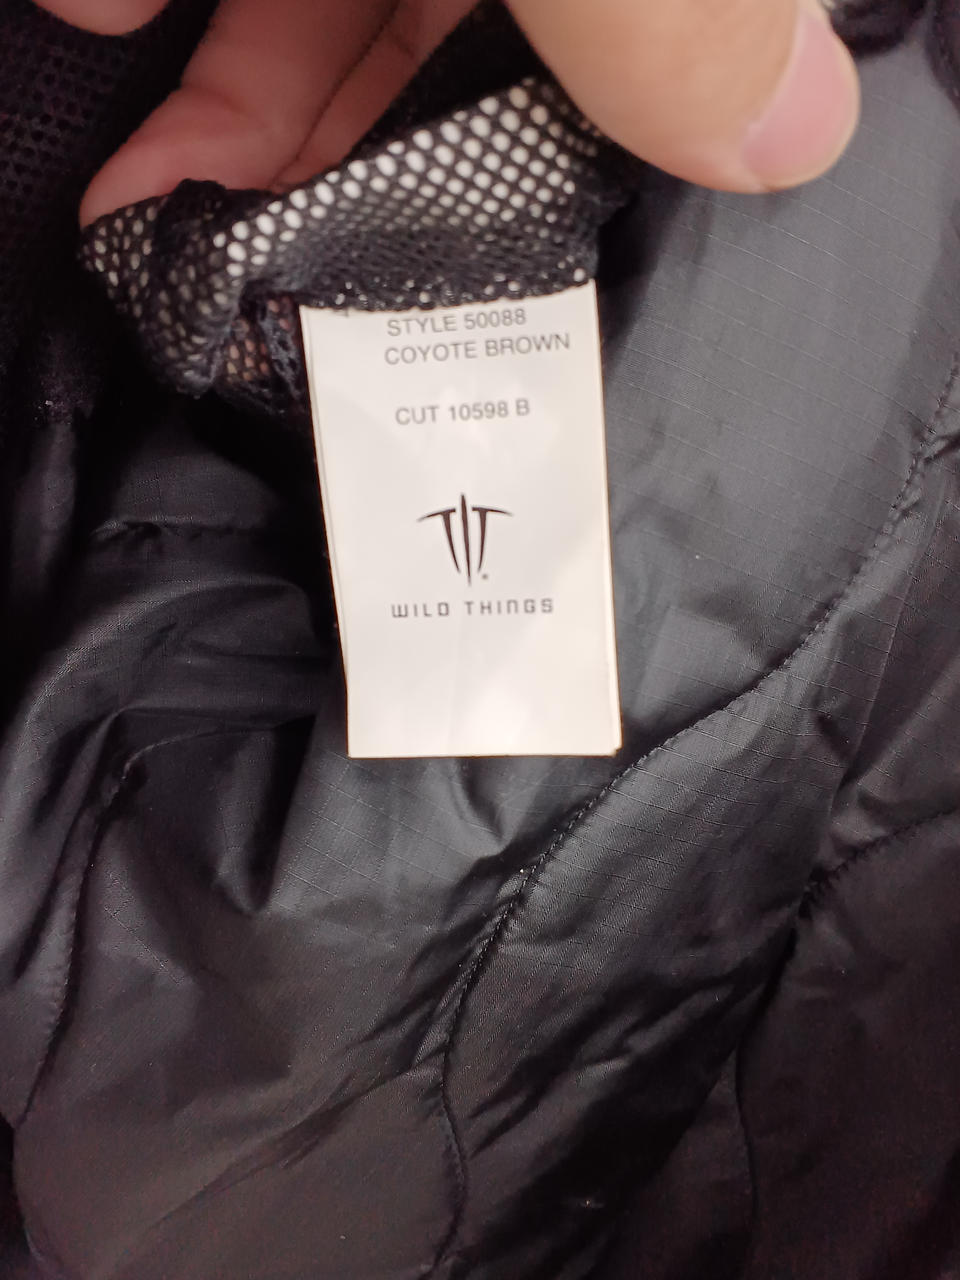 STYLE 50088
COYOTE BROWN
CUT 10598 B
WILD THINGS